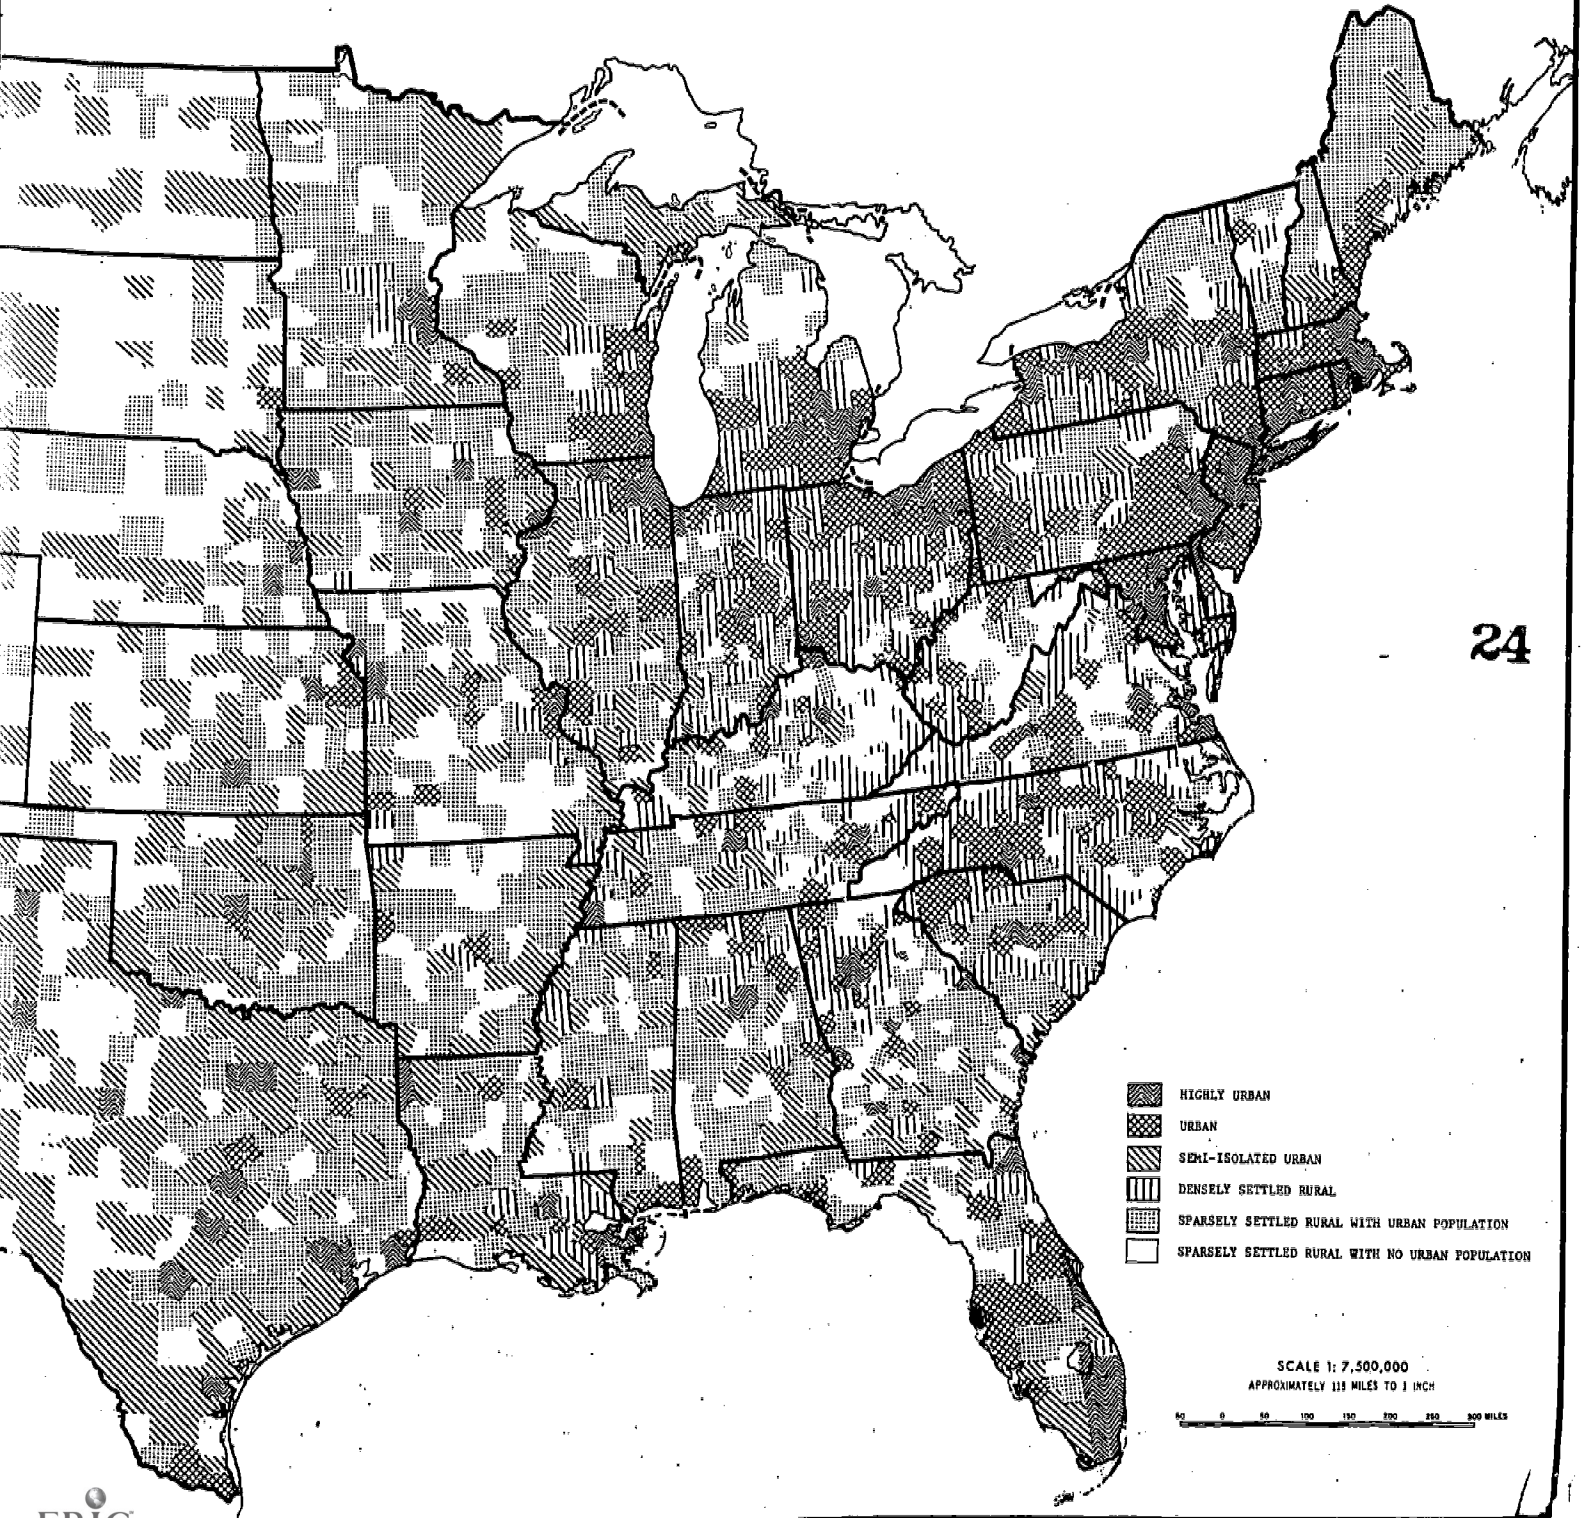 24
HIGHLY URBAN
URBAN
SEMI-ISOLATED URBAN
DENSELY SETTLED RURAL
SPARSELY SETTLED RURAL WITH URBAN POPULATION
SPARSELY SETTLED RURAL WITH NO URBAN POPULATION
SCALE 1: 7,500,000
APPROXIMATELY 118 MILES TO 1 INCH
50 0 50 100 150 200 250 300 MILES
ERIC